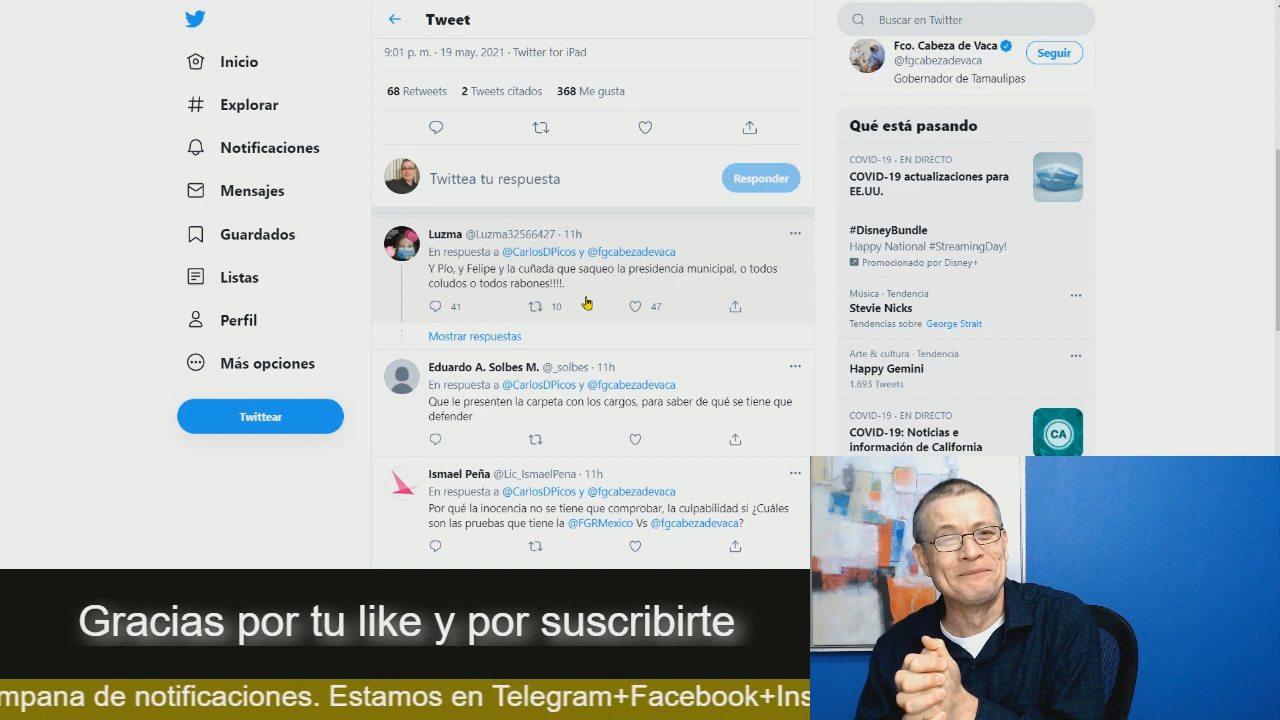 Inicio
Explorar
Notificaciones
Mensajes
Guardados
Listas
Perfil
Más opciones
Twittear
Tweet
9:01 p. m. · 19 may. 2021 · Twitter for iPad
68 Retweets 2 Tweets citados 368 Me gusta
Twittea tu respuesta
Responder
Luzma @Luzma32566427 · 11h
En respuesta a @CarlosDPicos y @fgcabezadevaca
Y Pío, y Felipe y la cuñada que saqueo la presidencia municipal, o todos
coludos o todos rabones!!!!.
41 10 47
Mostrar respuestas
Eduardo A. Solbes M. @_solbes · 11h
En respuesta a @CarlosDPicos y @fgcabezadevaca
Que le presenten la carpeta con los cargos, para saber de qué se tiene que
defender
Ismael Peña @Lic_IsmaelPena · 11h
En respuesta a @CarlosDPicos y @fgcabezadevaca
Por qué la inocencia no se tiene que comprobar, la culpabilidad si ¿Cuáles
son las pruebas que tiene la @FGRMexico Vs @fgcabezadevaca?
Buscar en Twitter
Fco. Cabeza de Vaca
@fgcabezadevaca
Seguir
Gobernador de Tamaulipas
Qué está pasando
COVID-19 · EN DIRECTO
COVID-19 actualizaciones para
EE.UU.
#DisneyBundle
Happy National #StreamingDay!
Promocionado por Disney+
Música · Tendencia
Stevie Nicks
Tendencias sobre George Strait
Arte & cultura · Tendencia
Happy Gemini
1.693 Tweets
COVID-19 · EN DIRECTO
COVID-19: Noticias e
información de California
CA
Gracias por tu like y por suscribirte
mpana de notificaciones. Estamos en Telegram+Facebook+Ins